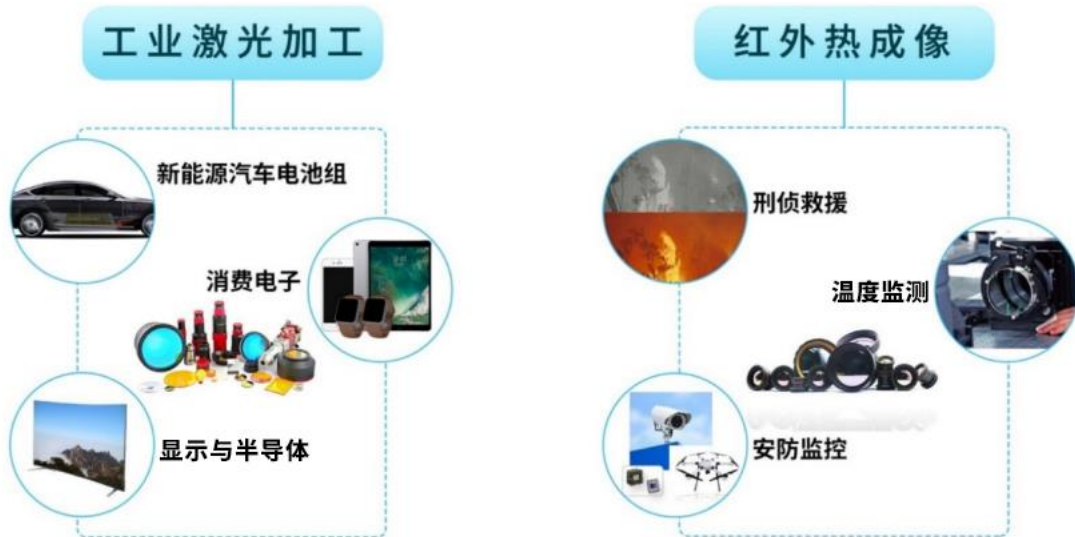 工业激光加工
新能源汽车电池组
消费电子
显示与半导体
红外热成像
刑侦救援
温度监测
安防监控